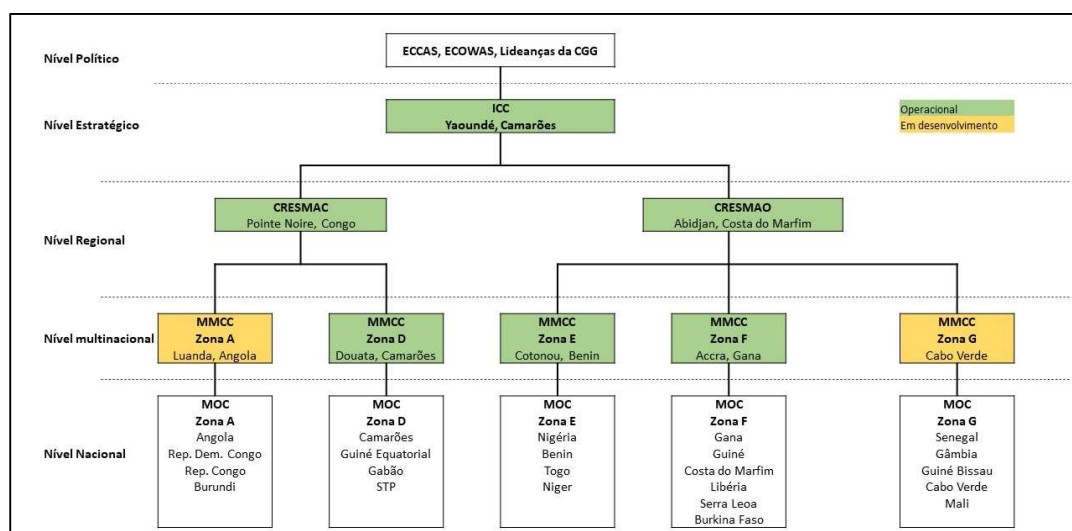 Nível Político
ECCAS, ECOWAS, Lideanças da CGG
Nível Estratégico
ICC
Yaoundé, Camarões
Operacional
Em desenvolvimento
Nível Regional
CRESMAC
Pointe Noire, Congo
CRESMAO
Abidjan, Costa do Marfim
Nível multinacional
MMCC
Zona A
Luanda, Angola
MMCC
Zona D
Douata, Camarões
MMCC
Zona E
Cotonou, Benin
MMCC
Zona F
Accra, Gana
MMCC
Zona G
Cabo Verde
Nível Nacional
MOC
Zona A
Angola
Rep. Dem. Congo
Rep. Congo
Burundi
MOC
Zona D
Camarões
Guiné Equatorial
Gabão
STP
MOC
Zona E
Nigéria
Benin
Togo
Niger
MOC
Zona F
Gana
Guiné
Costa do Marfim
Libéria
Serra Leoa
Burkina Faso
MOC
Zona G
Senegal
Gâmbia
Guiné Bissau
Cabo Verde
Mali